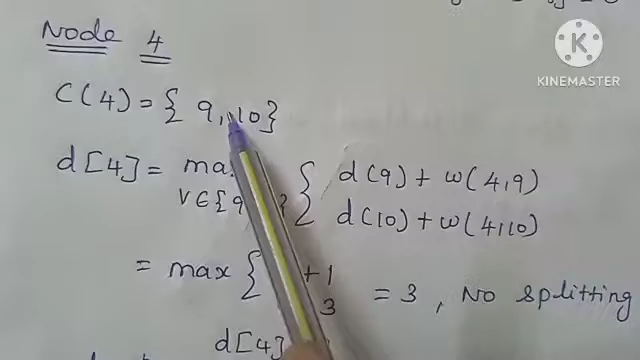 Node 4
KINEMASTER
C(4) = { 9, 10}
d[4] = max { d(9) + w(4,9)
V∈{9 } d(10) + w(4,10)
= max { + 1
3 = 3, No splitting
d[4]